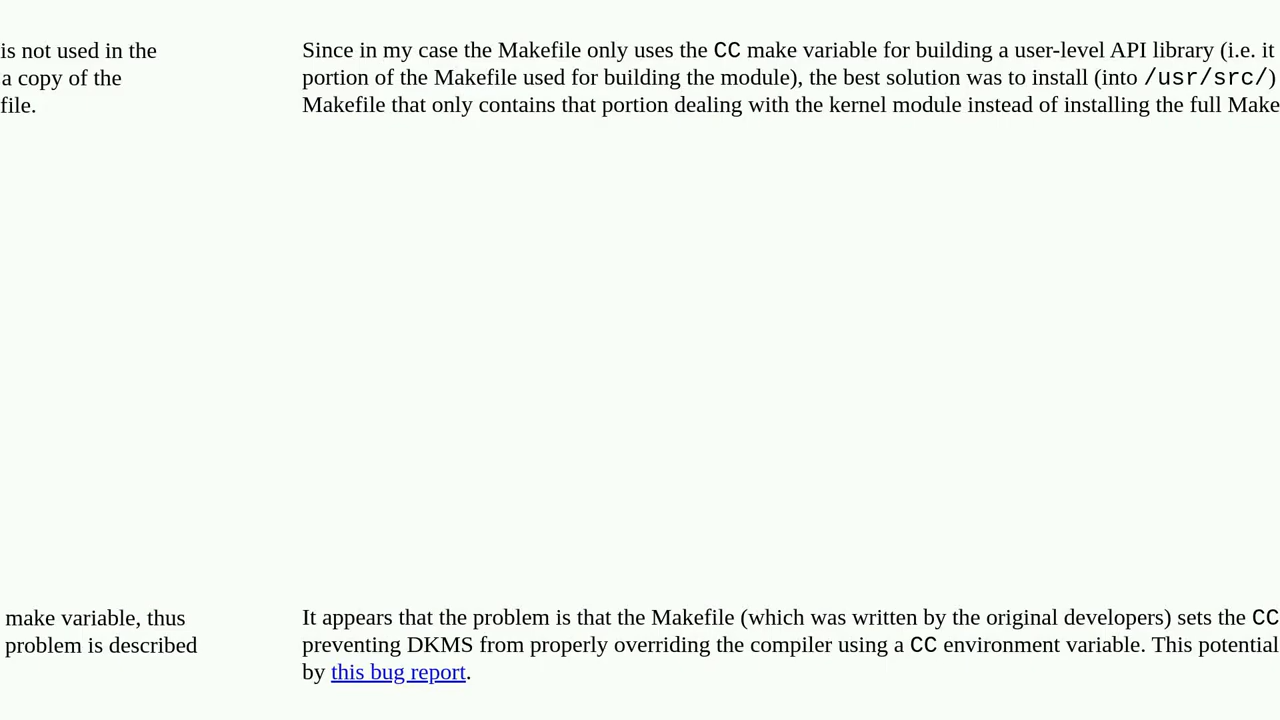 is not used in the
a copy of the
file.
Since in my case the Makefile only uses the CC make variable for building a user-level API library (i.e. it
portion of the Makefile used for building the module), the best solution was to install (into /usr/src/)
Makefile that only contains that portion dealing with the kernel module instead of installing the full Make
make variable, thus
problem is described
It appears that the problem is that the Makefile (which was written by the original developers) sets the CC
preventing DKMS from properly overriding the compiler using a CC environment variable. This potential
by this bug report.